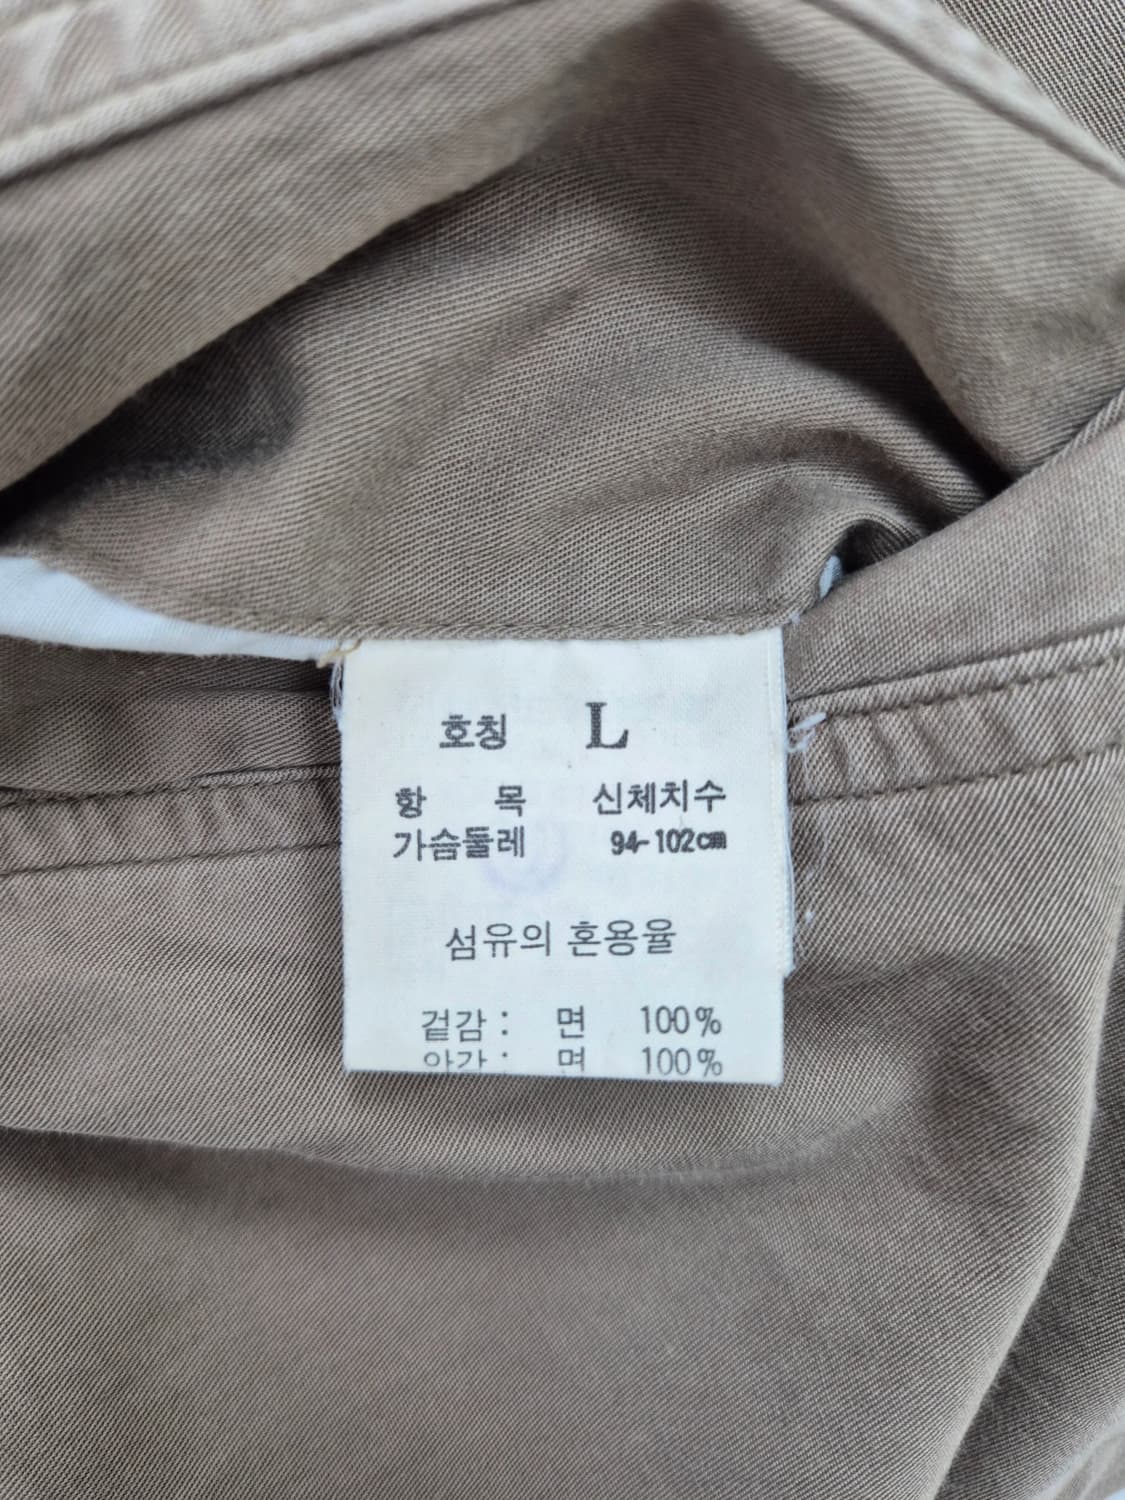 호칭 L
항 목 신체치수
가슴둘레 94-102cm
섬유의 혼용율
겉감 : 면 100%
안감 : 면 100%